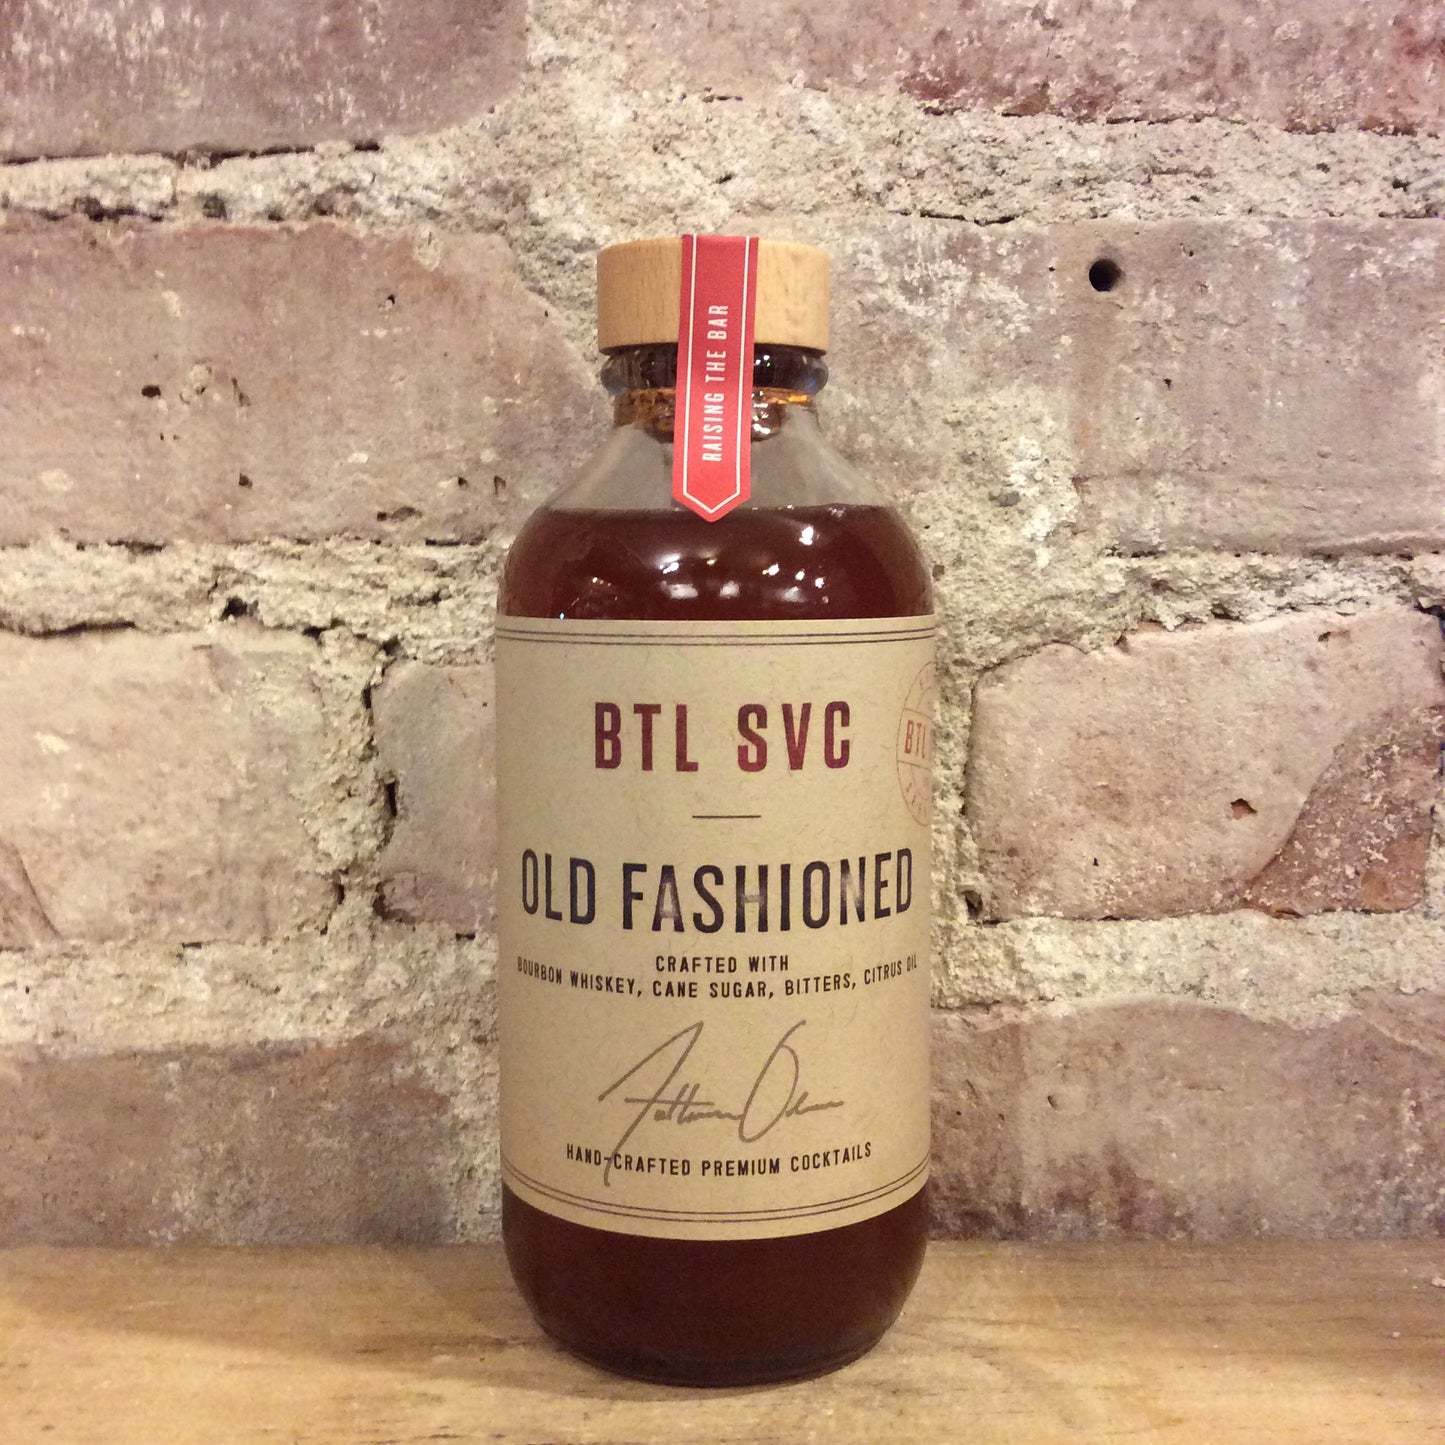 RAISING THE BAR
BTL SVC
BTL
OLD FASHIONED
CRAFTED WITH
BOURBON WHISKEY, CANE SUGAR, BITTERS, CITRUS OIL
HAND-CRAFTED PREMIUM COCKTAILS